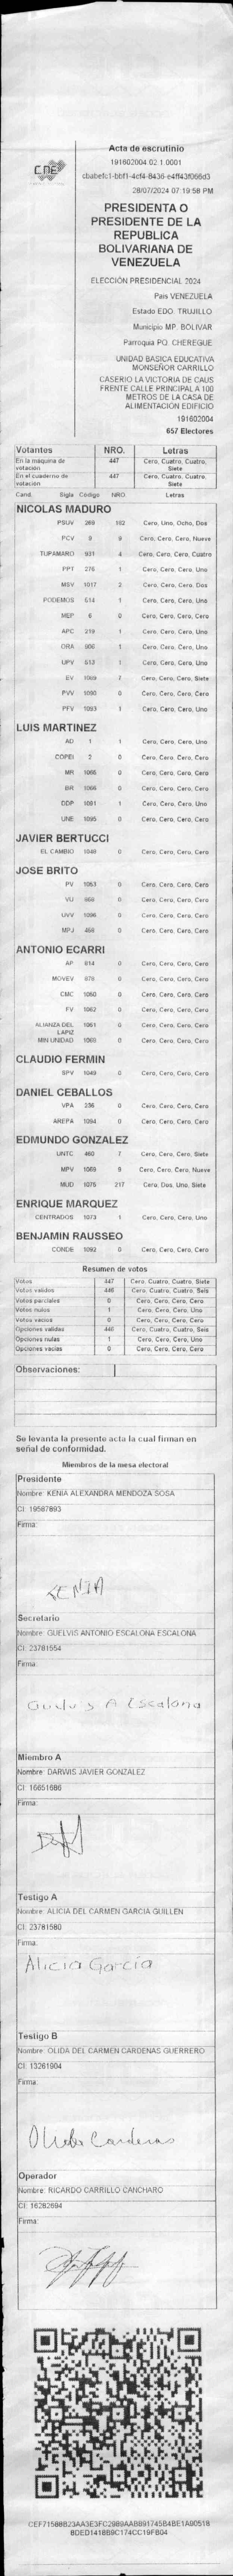 CNE
Acta de escrutinio
191602004.02.1.0001
28/07/2024 07:19:58 PM
PRESIDENTA O
PRESIDENTE DE LA
REPUBLICA
BOLIVARIANA DE
VENEZUELA
ELECCIÓN PRESIDENCIAL 2024
País VENEZUELA
Estado EDO. TRUJILLO
Municipio MP. BOLIVAR
Parroquia PQ. CHEREGUE
UNIDAD BASICA EDUCATIVA
MONSEÑOR CARRILLO
CASERIO LA VICTORIA DE CAUS
FRENTE CALLE PRINCIPAL A 100
METROS DE LA CASA DE
ALIMENTACIÓN EDIFICIO
191602004
657 Electores
Votantes NRO. Letras
En la maquina de votación 447 Cero, Cuatro, Cuatro, Siete
En el cuaderno de votación 447 Cero, Cuatro, Cuatro, Siete
Cand. Sigla Código NRO Letras
NICOLAS MADURO
PSUV 269 182 Cero, Uno, Ocho, Dos
PCV 9 9 Cero, Cero, Cero, Nueve
TUPAMARO 931 4 Cero, Cero, Cero, Cuatro
PPT 276 1 Cero, Cero, Cero, Uno
MSV 1017 2 Cero, Cero, Cero, Dos
PODEMOS 514 1 Cero, Cero, Cero, Uno
MEP 6 0 Cero, Cero, Cero, Cero
APC 219 1 Cero, Cero, Cero, Uno
ORA 906 1 Cero, Cero, Cero, Uno
UPV 513 1 Cero, Cero, Cero, Uno
EV 1069 7 Cero, Cero, Cero, Siete
PVV 1090 0 Cero, Cero, Cero, Cero
PFV 1093 1 Cero, Cero, Cero, Uno
LUIS MARTINEZ
AD 1 1 Cero, Cero, Cero, Uno
COPEI 2 0 Cero, Cero, Cero, Cero
MR 0 Cero, Cero, Cero, Cero
BR 0 Cero, Cero, Cero, Cero
DDP 1091 1 Cero, Cero, Cero, Uno
UNE 1095 0 Cero, Cero, Cero, Cero
JAVIER BERTUCCI
EL CAMBIO 1048 0 Cero, Cero, Cero, Cero
JOSE BRITO
PV 1053 0 Cero, Cero, Cero, Cero
VU 868 0 Cero, Cero, Cero, Cero
UVV 1096 0 Cero, Cero, Cero, Cero
MPJ 458 0 Cero, Cero, Cero, Cero
ANTONIO ECARRI
AP 814 0 Cero, Cero, Cero, Cero
MOVEV 978 0 Cero, Cero, Cero, Cero
CMC 1060 0 Cero, Cero, Cero, Cero
FV 1062 0 Cero, Cero, Cero, Cero
ALIANZA DEL LAPIZ 1061 0 Cero, Cero, Cero, Cero
MIN UNIDAD 0 Cero, Cero, Cero, Cero
CLAUDIO FERMIN
SPV 1049 0 Cero, Cero, Cero, Cero
DANIEL CEBALLOS
VPA 236 0 Cero, Cero, Cero, Cero
AREPA 1094 0 Cero, Cero, Cero, Cero
EDMUNDO GONZALEZ
UNTC 460 7 Cero, Cero, Cero, Siete
MPV 1069 9 Cero, Cero, Cero, Nueve
MUD 1076 217 Cero, Dos, Uno, Siete
ENRIQUE MARQUEZ
CENTRADOS 1073 1 Cero, Cero, Cero, Uno
BENJAMIN RAUSSEO
CONDE 1092 0 Cero, Cero, Cero, Cero
Resumen de votos
Votos 447 Cero, Cuatro, Cuatro, Siete
Votos validos 446 Cero, Cuatro, Cuatro, Seis
Votos parciales 0 Cero, Cero, Cero, Cero
Votos nulos 1 Cero, Cero, Cero, Uno
Votos vacios 0 Cero, Cero, Cero, Cero
Opciones validas 446 Cero, Cuatro, Cuatro, Seis
Opciones nulas 1 Cero, Cero, Cero, Uno
Opciones vacias 0 Cero, Cero, Cero, Cero
Observaciones:
Se levanta la presente acta la cual firman en
señal de conformidad.
Miembros de la mesa electoral
Presidente
Nombre: KENIA ALEXANDRA MENDOZA SOSA
CI: 19587893
Firma:
KENIA
Secretario
Nombre: GUELVIS ANTONIO ESCALONA ESCALONA
CI: 23781554
Firma:
A Escalona
Miembro A
Nombre: DARWIS JAVIER GONZALEZ
CI: 16651686
Firma:
Testigo A
Nombre: ALICIA DEL CARMEN GARCIA GUILLEN
CI: 23781580
Firma:
Alicia García
Testigo B
Nombre: OLIDA DEL CARMEN CARDENAS GUERRERO
CI: 13261904
Firma:
Olida Cardenas
Operador
Nombre: RICARDO CARRILLO CANCHARO
CI: 16282694
Firma: